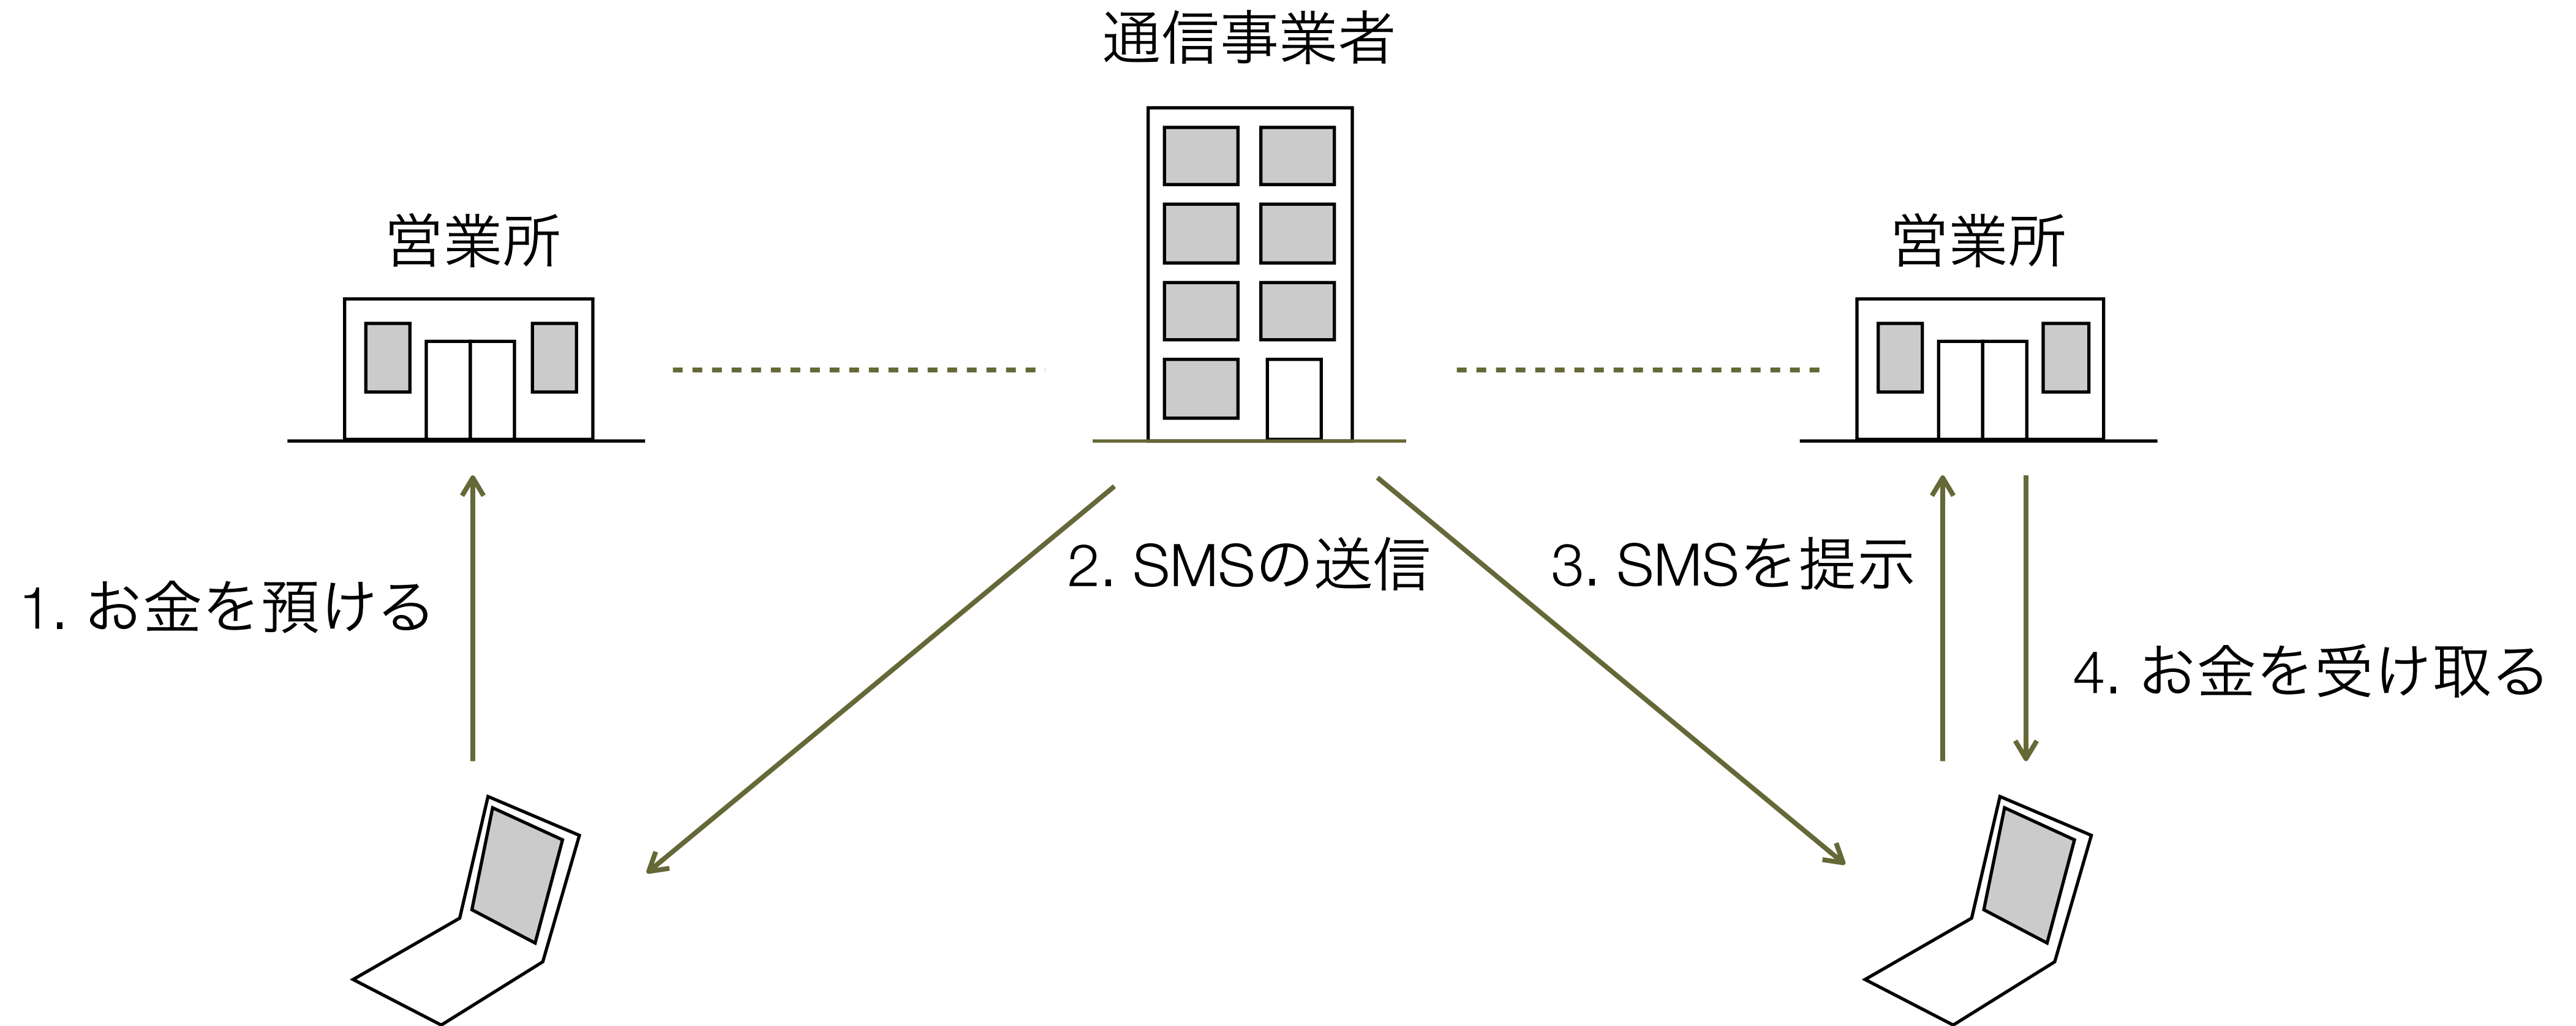 通信事業者
営業所
営業所
1. お金を預ける
2. SMSの送信
3. SMSを提示
4. お金を受け取る